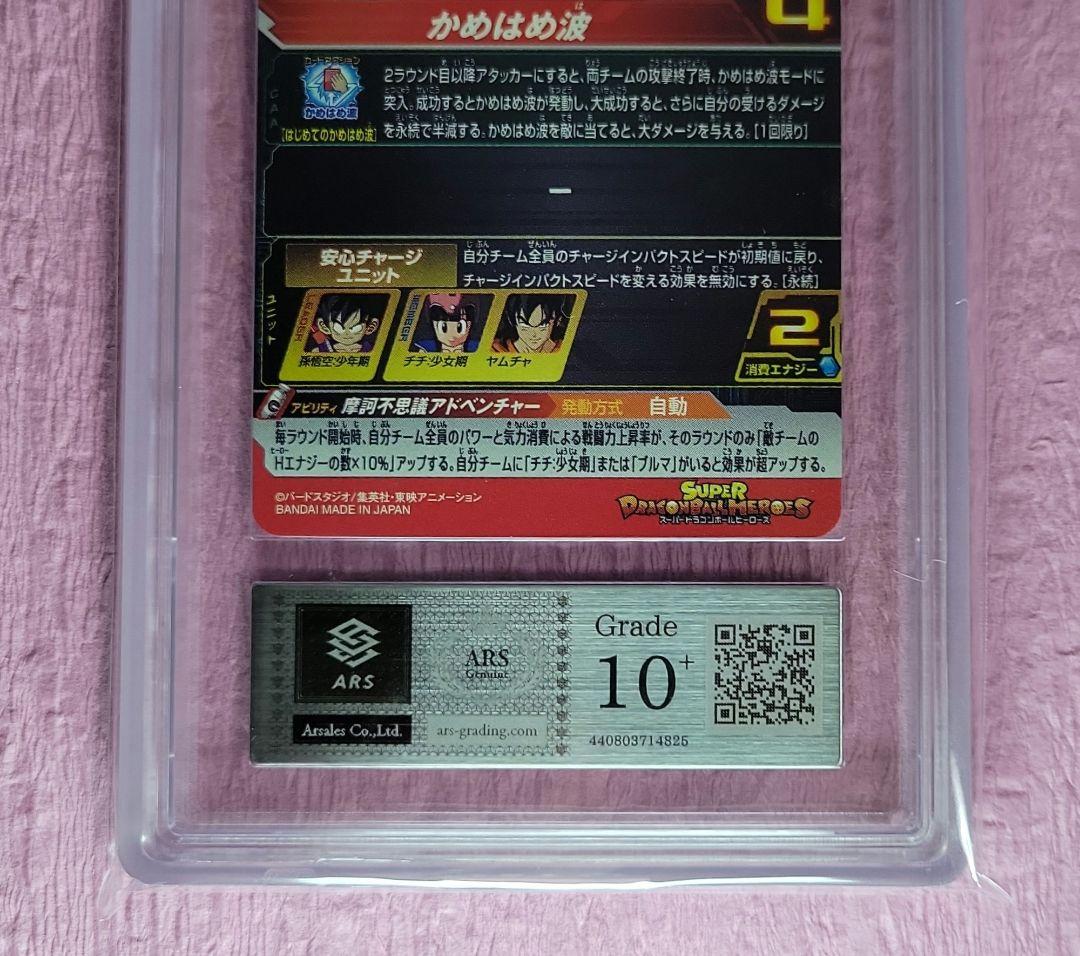 かめはめ波
4
カードアクション
かめはめ波
[はじめてのかめはめ波]
2ラウンド目以降アタッカーにすると、両チームの攻撃終了時、かめはめ波モードに
突入。成功するとかめはめ波が発動し、大成功すると、さらに自分の受けるダメージ
を永続で半減する。かめはめ波を敵に当てると、大ダメージを与える。[1回限り]
CAA
ー
安心チャージ
ユニット
自分チーム全員のチャージインパクトスピードが初期値に戻り、
チャージインパクトスピードを変える効果を無効にする。[永続]
ユニット
LEADER
孫悟空:少年期
MEMBER
チチ:少女期
ヤムチャ
2
消費エナジー
アビリティ 摩訶不思議アドベンチャー 発動方式 自動
毎ラウンド開始時、自分チーム全員のパワーと気力消費による戦闘力上昇率が、そのラウンドのみ「敵チームの
Hエナジーの数×10%」アップする。自分チームに「チチ:少女期」または「ブルマ」がいると効果が超アップする。
©バードスタジオ/集英社・東映アニメーション
BANDAI MADE IN JAPAN
SUPER
DRAGONBALL HEROES
スーパードラゴンボールヒーローズ
ARS
Arsales Co.,Ltd.
ARS
Genuine
ars-grading.com
Grade
10+
440803714825